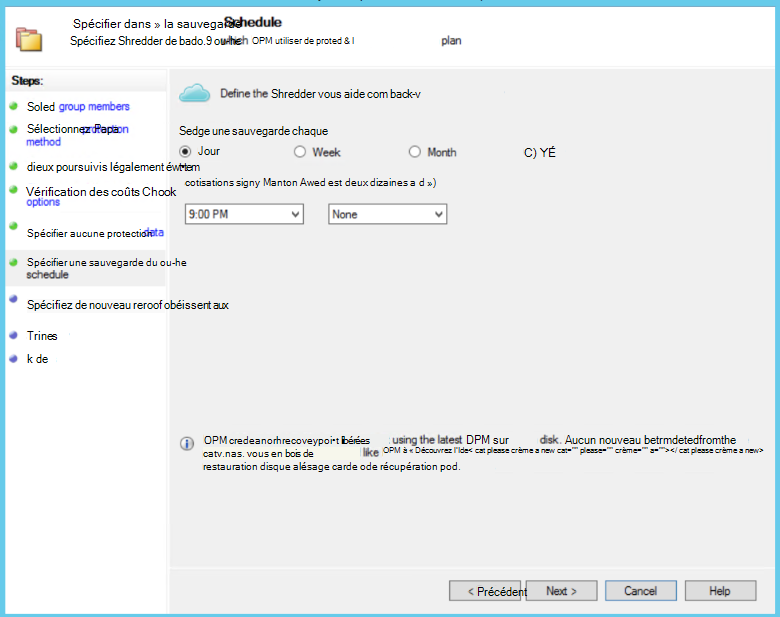 Spécifier dans » la sauvegarde Schedule
Spécifiez Shredder de bado.9 ou-he which OPM utiliser de proted & l plan
Steps:
Soled group members
Sélectionnez Papa protection
method
dieux poursuivis légalement
Vérification des coûts Chook
options
Spécifier aucune protection data
Spécifier une sauvegarde du ou-he
schedule
Spécifiez de nouveau reroof obéissent aux
Trines
k de
Define the Shredder vous aide com back-v
Sedge une sauvegarde chaque
Jour Week Month C) YÉ
cotisations signy Manton Awed est deux dizaines a d »)
9:00 PM None
OPM credeanorhrecoveypoi•t libérées using the latest DPM sur disk. Aucun nouveau betrmdetedfromthe
catv.nas. vous en bois de like OPM à « Découvrez l'Ide< cat please crème a new cat="" please="" crème="" a=""></ cat please crème a new>
restauration disque alésage carde ode récupération pod.
< Précédent Next > Cancel Help